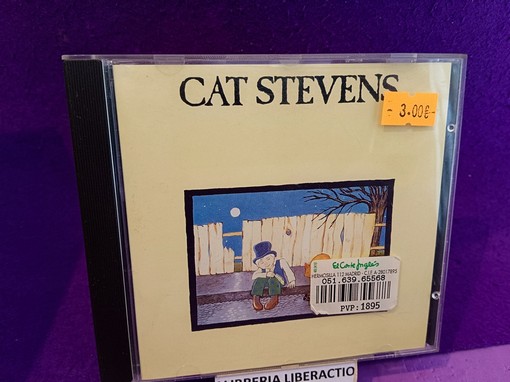 CAT STEVENS
- 3.00€-
El Corte Inglés
HERMOSILLA 112 MADRID - C.I.F. A-28017895
051.639.65568
PVP: 1895
LIBRERIA LIBERACTIO